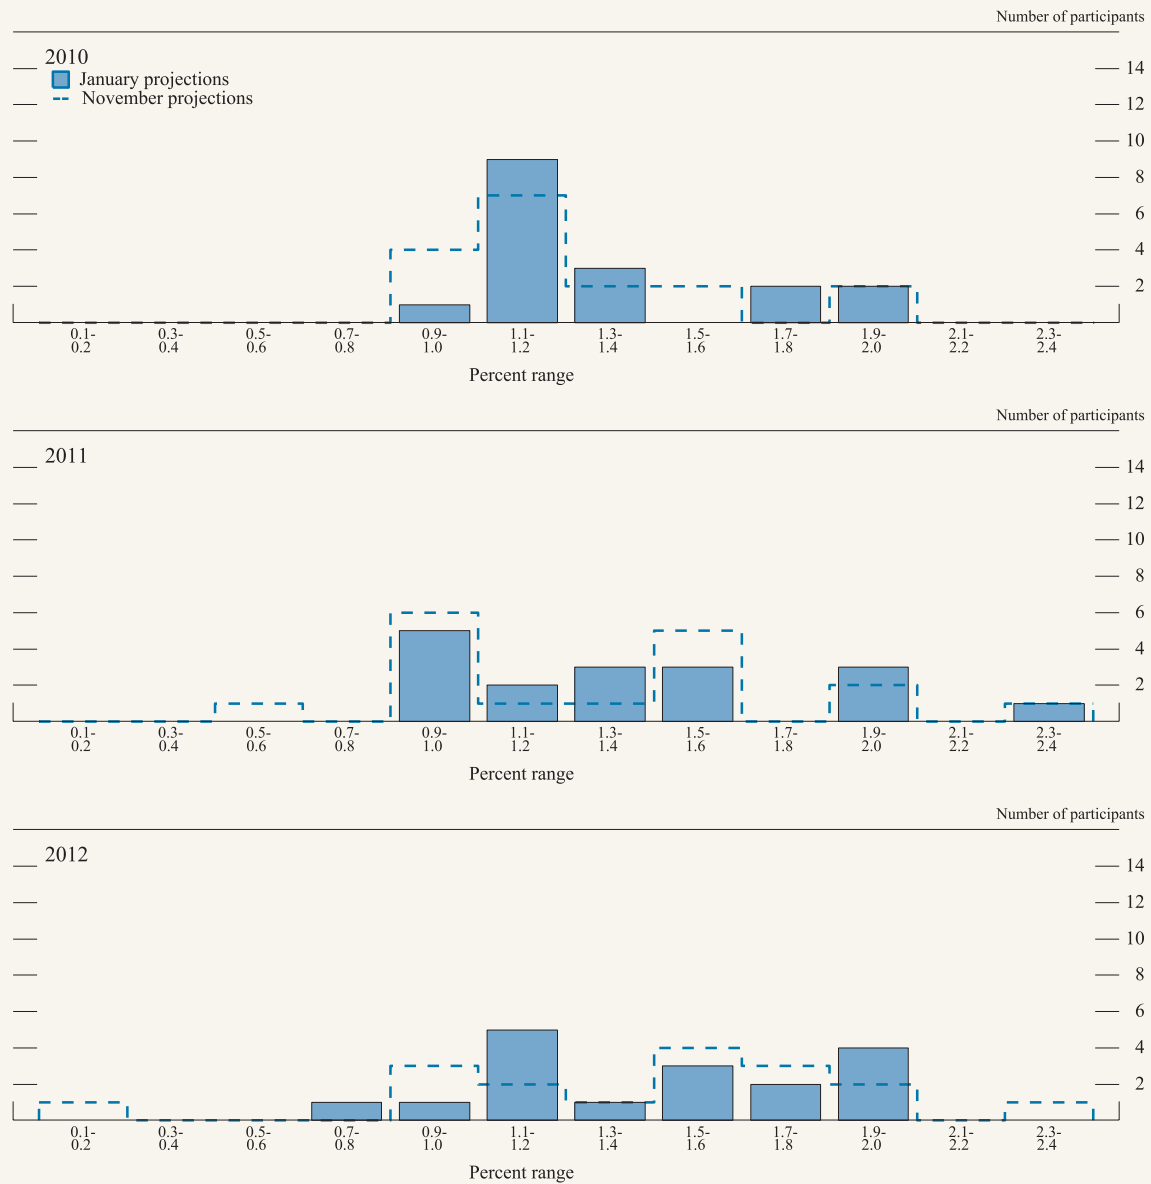 Number of participants
2010
January projections
November projections
14
12
10
8
6
4
2
0.1- 0.3- 0.5- 0.7- 0.9- 1.1- 1.3- 1.5- 1.7- 1.9- 2.1- 2.3-
0.2 0.4 0.6 0.8 1.0 1.2 1.4 1.6 1.8 2.0 2.2 2.4
Percent range
Number of participants
2011
14
12
10
8
6
4
2
0.1- 0.3- 0.5- 0.7- 0.9- 1.1- 1.3- 1.5- 1.7- 1.9- 2.1- 2.3-
0.2 0.4 0.6 0.8 1.0 1.2 1.4 1.6 1.8 2.0 2.2 2.4
Percent range
Number of participants
2012
14
12
10
8
6
4
2
0.1- 0.3- 0.5- 0.7- 0.9- 1.1- 1.3- 1.5- 1.7- 1.9- 2.1- 2.3-
0.2 0.4 0.6 0.8 1.0 1.2 1.4 1.6 1.8 2.0 2.2 2.4
Percent range